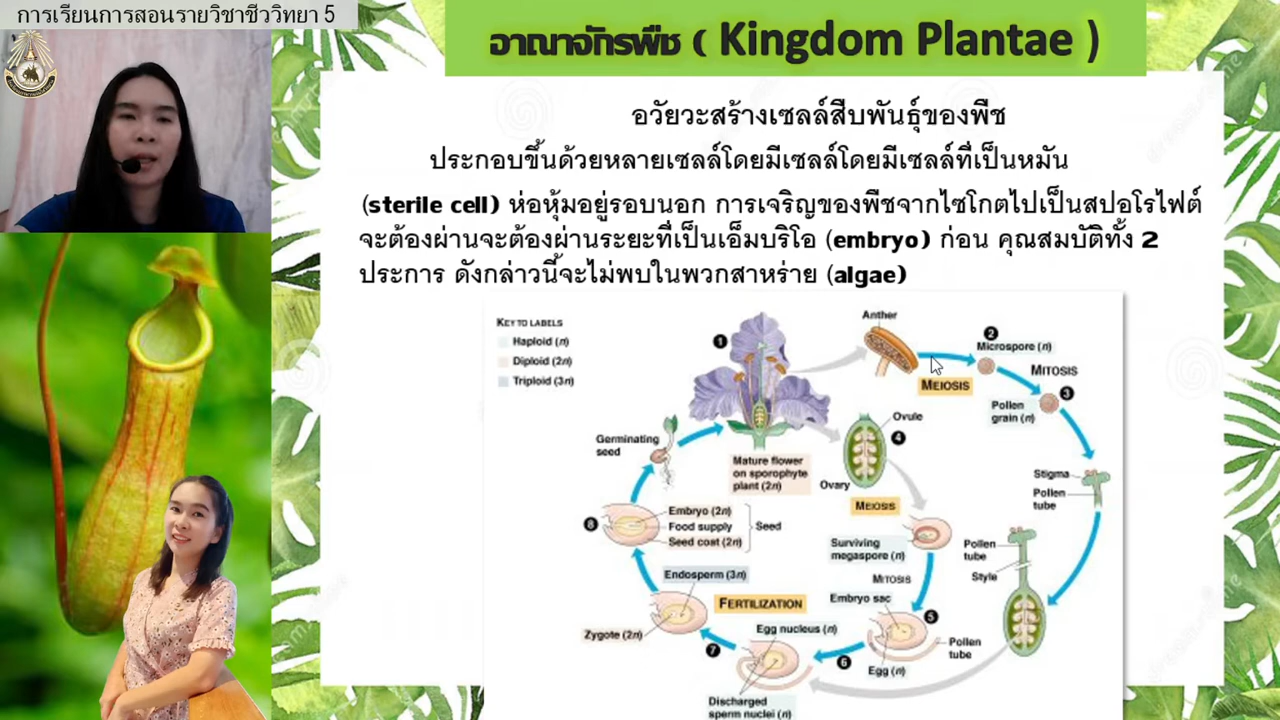 การเรียนการสอนรายวิชาชีววิทยา 5
อาณาจักรพืช ( Kingdom Plantae )
อวัยวะสร้างเซลล์สืบพันธุ์ของพืช
ประกอบขึ้นด้วยหลายเซลล์โดยมีเซลล์โดยมีเซลล์ที่เป็นหมัน
(sterile cell) ห่อหุ้มอยู่รอบนอก การเจริญของพืชจากไซโกตไปเป็นสปอโรไฟต์
จะต้องผ่านจะต้องผ่านระยะที่เป็นเอ็มบริโอ (embryo) ก่อน คุณสมบัติทั้ง 2
ประการ ดังกล่าวนี้จะไม่พบในพวกสาหร่าย (algae)
KEY TO LABELS
Haploid (n)
Diploid (2n)
Triploid (3n)
1
Anther
2
Microspore (n)
MEIOSIS
MITOSIS
3
Pollen
grain (n)
Germinating
seed
Mature flower
on sporophyte
plant (2n)
Ovule
4
Ovary
MEIOSIS
Stigma
Pollen
tube
8
Embryo (2n)
Food supply
Seed coat (2n)
Seed
Surviving
megaspore (n)
Pollen
tube
Style
Endosperm (3n)
MITOSIS
Embryo sac
FERTILIZATION
5
Zygote (2n)
Egg nucleus (n)
Pollen
tube
7
6
Egg (n)
Discharged
sperm nuclei (n)